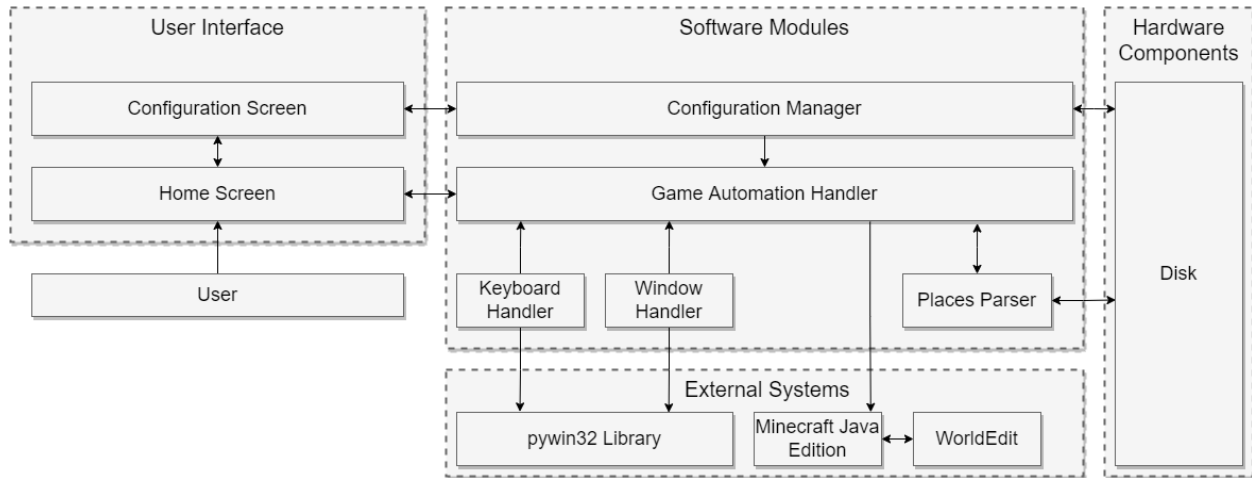 User Interface
Configuration Screen
Home Screen
User
Software Modules
Configuration Manager
Game Automation Handler
Keyboard
Handler
Window
Handler
Places Parser
External Systems
pywin32 Library
Minecraft Java
Edition
WorldEdit
Hardware
Components
Disk